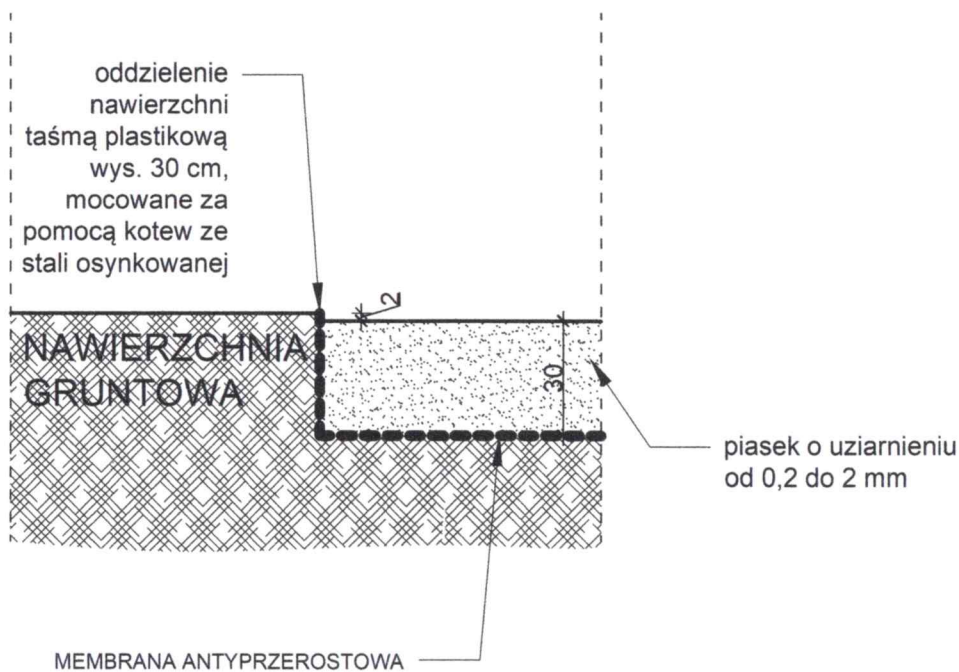 oddzielenie
nawierzchni
taśmą plastikową
wys. 30 cm,
mocowane za
pomocą kotew ze
stali osynkowanej
2
NAWIERZCHNIA
GRUNTOWA
30
piasek o uziarnieniu
od 0,2 do 2 mm
MEMBRANA ANTYPRZEROSTOWA